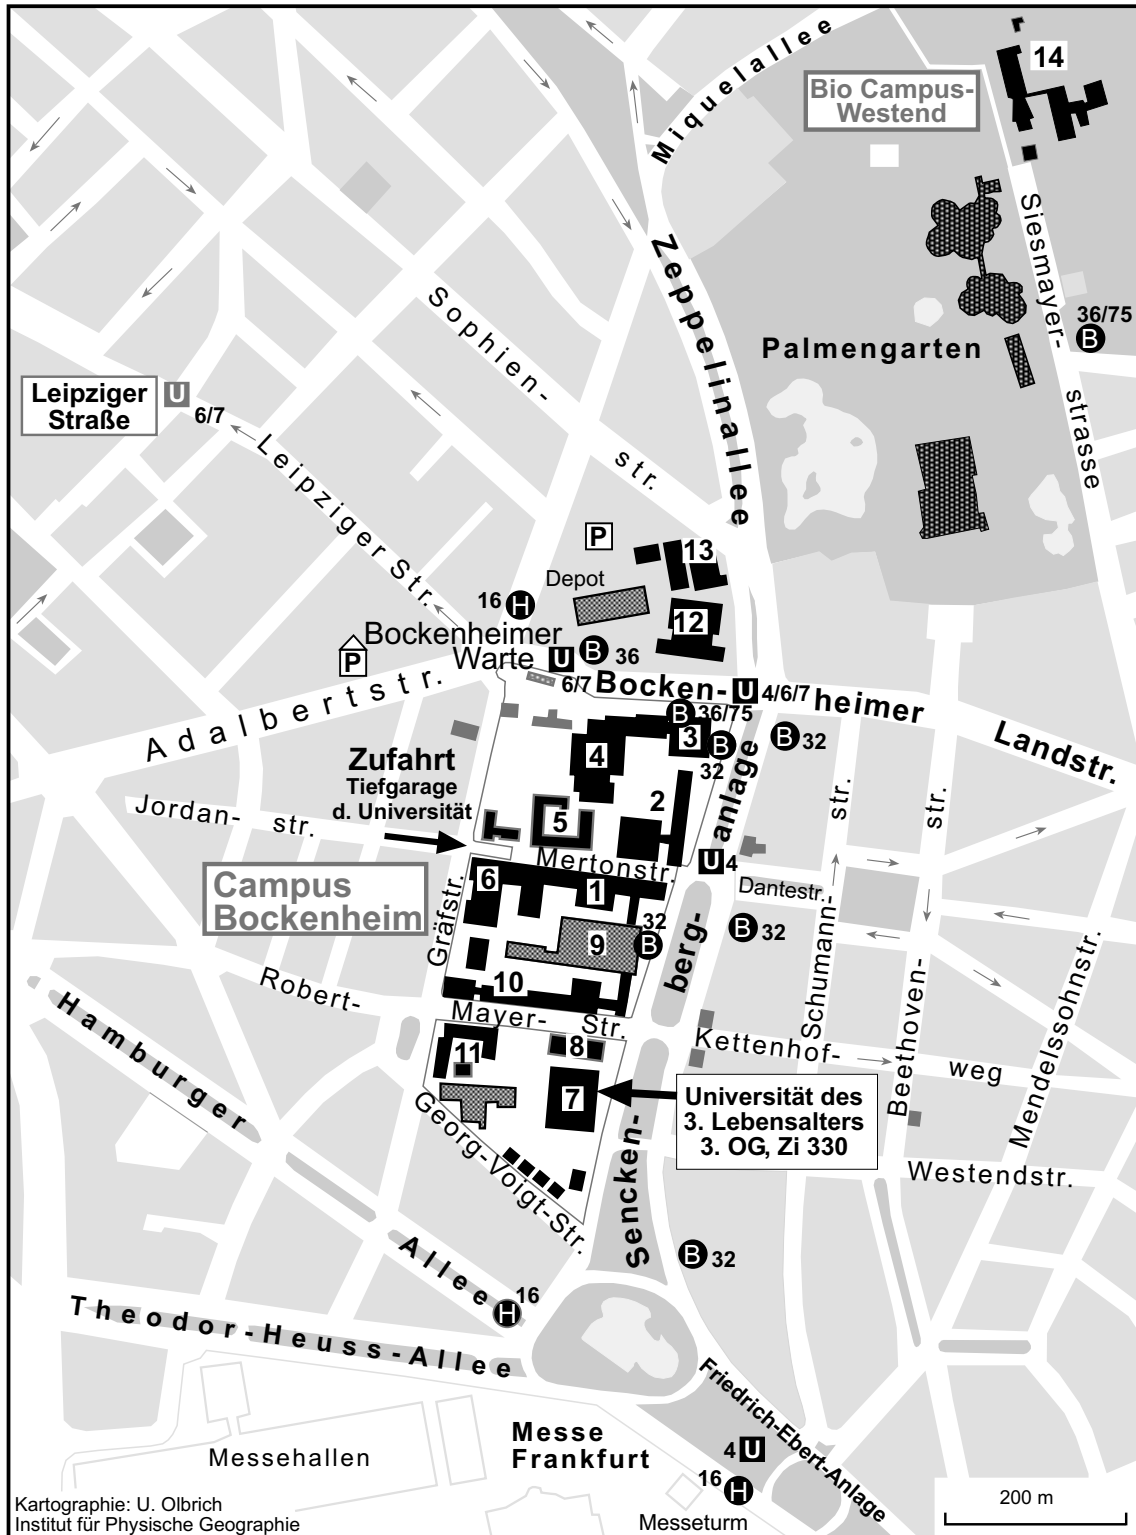 Miquelallee
14
Bio Campus-
Westend
Siesmayer-
strasse
Zeppelinallee
36/75
B
Palmengarten
Sophien-
str.
Leipziger
Straße
U
6/7
Leipziger Str.
P
13
Depot
16 H
12
Bockenheimer
Warte
U
B 36
P
6/7
Bocken-
U
4/6/7
heimer
Landstr.
Adalbertstr.
B 36/75
3
B
32
B 32
4
Zufahrt
Tiefgarage
d. Universität
2
anlage
str.
str.
Jordan- str.
5
Mertonstr.
U 4
Dantestr.
Campus
Bockenheim
6
1
Gräfstr.
32
B
9
berg-
B 32
Schumann-
Beethoven-
Mendelssohnstr.
10
Robert-
Mayer-
Str.
Hamburger
Allee
11
8
Kettenhof-
weg
7
Universität des
3. Lebensalters
3. OG, Zi 330
Georg-Voigt-Str.
Sencken-
Westendstr.
B 32
16
H
Theodor-Heuss-Allee
Friedrich-Ebert-Anlage
Messe
Frankfurt
Messehallen
4 U
16 H
Messeturm
200 m
Kartographie: U. Olbrich
Institut für Physische Geographie